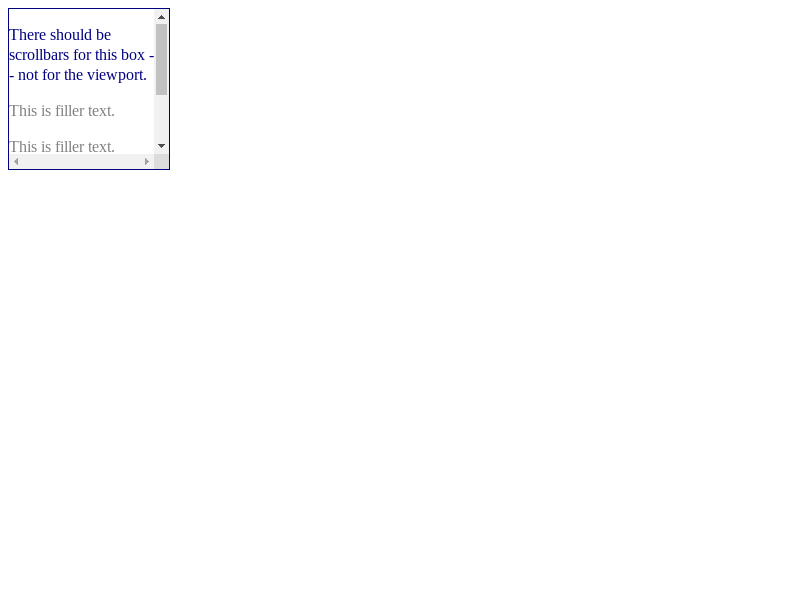 There should be
scrollbars for this box -
- not for the viewport.
This is filler text.
This is filler text.